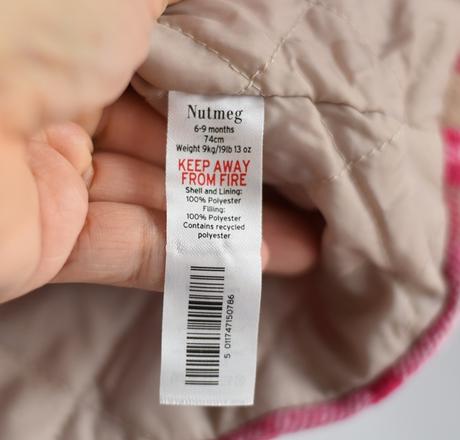 Nutmeg
6-9 months
74cm
Weight 9kg/19lb 13 oz
KEEP AWAY
FROM FIRE
Shell and Lining:
100% Polyester
Filling:
100% Polyester
Contains recycled
polyester
5 011747150786